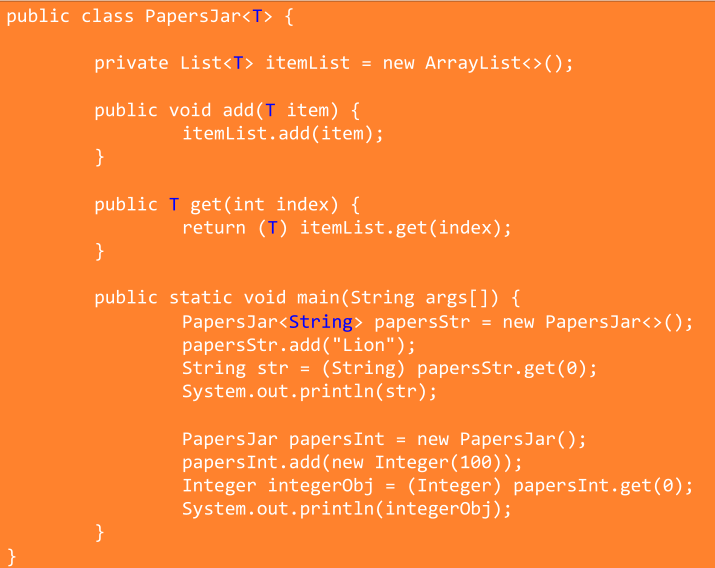 public class PapersJar<T> {
private List<T> itemList = new ArrayList<>();
public void add(T item) {
itemList.add(item);
}
public T get(int index) {
return (T) itemList.get(index);
}
public static void main(String args[]) {
PapersJar<String> papersStr = new PapersJar<>();
papersStr.add("Lion");
String str = (String) papersStr.get(0);
System.out.println(str);
PapersJar papersInt = new PapersJar();
papersInt.add(new Integer(100));
Integer integerObj = (Integer) papersInt.get(0);
System.out.println(integerObj);
}
}